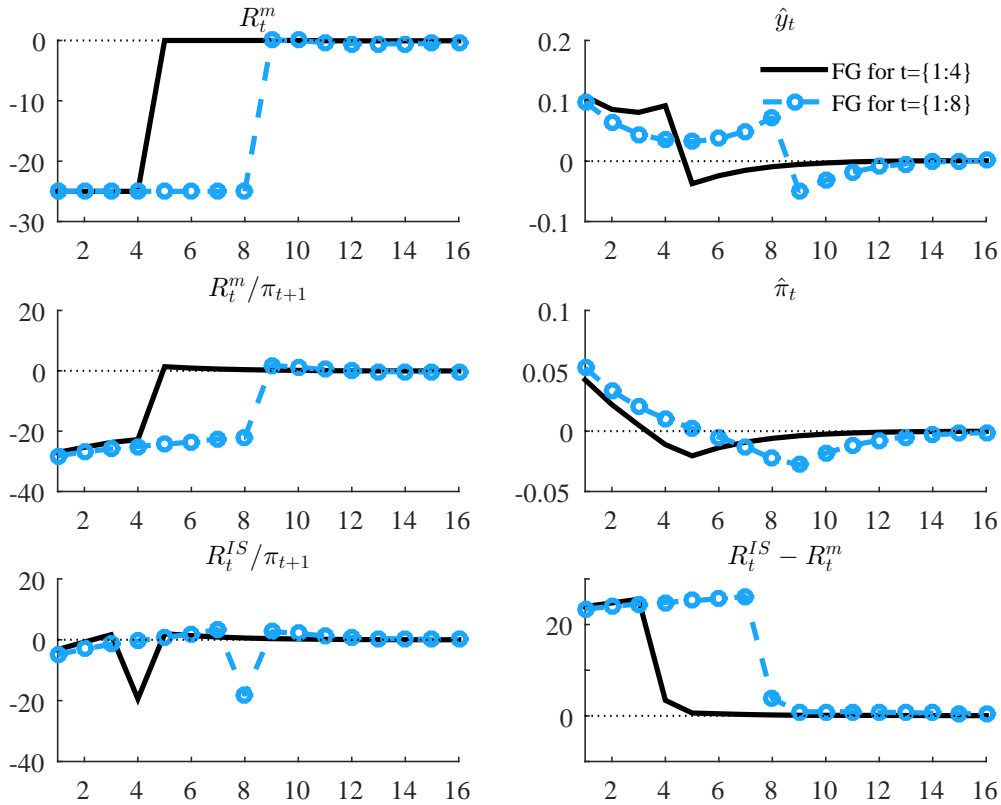 R_t^m
0
-10
-20
-30
2 4 6 8 10 12 14 16
ŷ_t
0.2
0.1
0
-0.1
2 4 6 8 10 12 14 16
FG for t={1:4}
FG for t={1:8}
R_t^m/π_{t+1}
20
0
-20
-40
2 4 6 8 10 12 14 16
π̂_t
0.1
0.05
0
-0.05
2 4 6 8 10 12 14 16
R_t^{IS}/π_{t+1}
20
0
-20
-40
2 4 6 8 10 12 14 16
R_t^{IS} − R_t^m
20
0
2 4 6 8 10 12 14 16